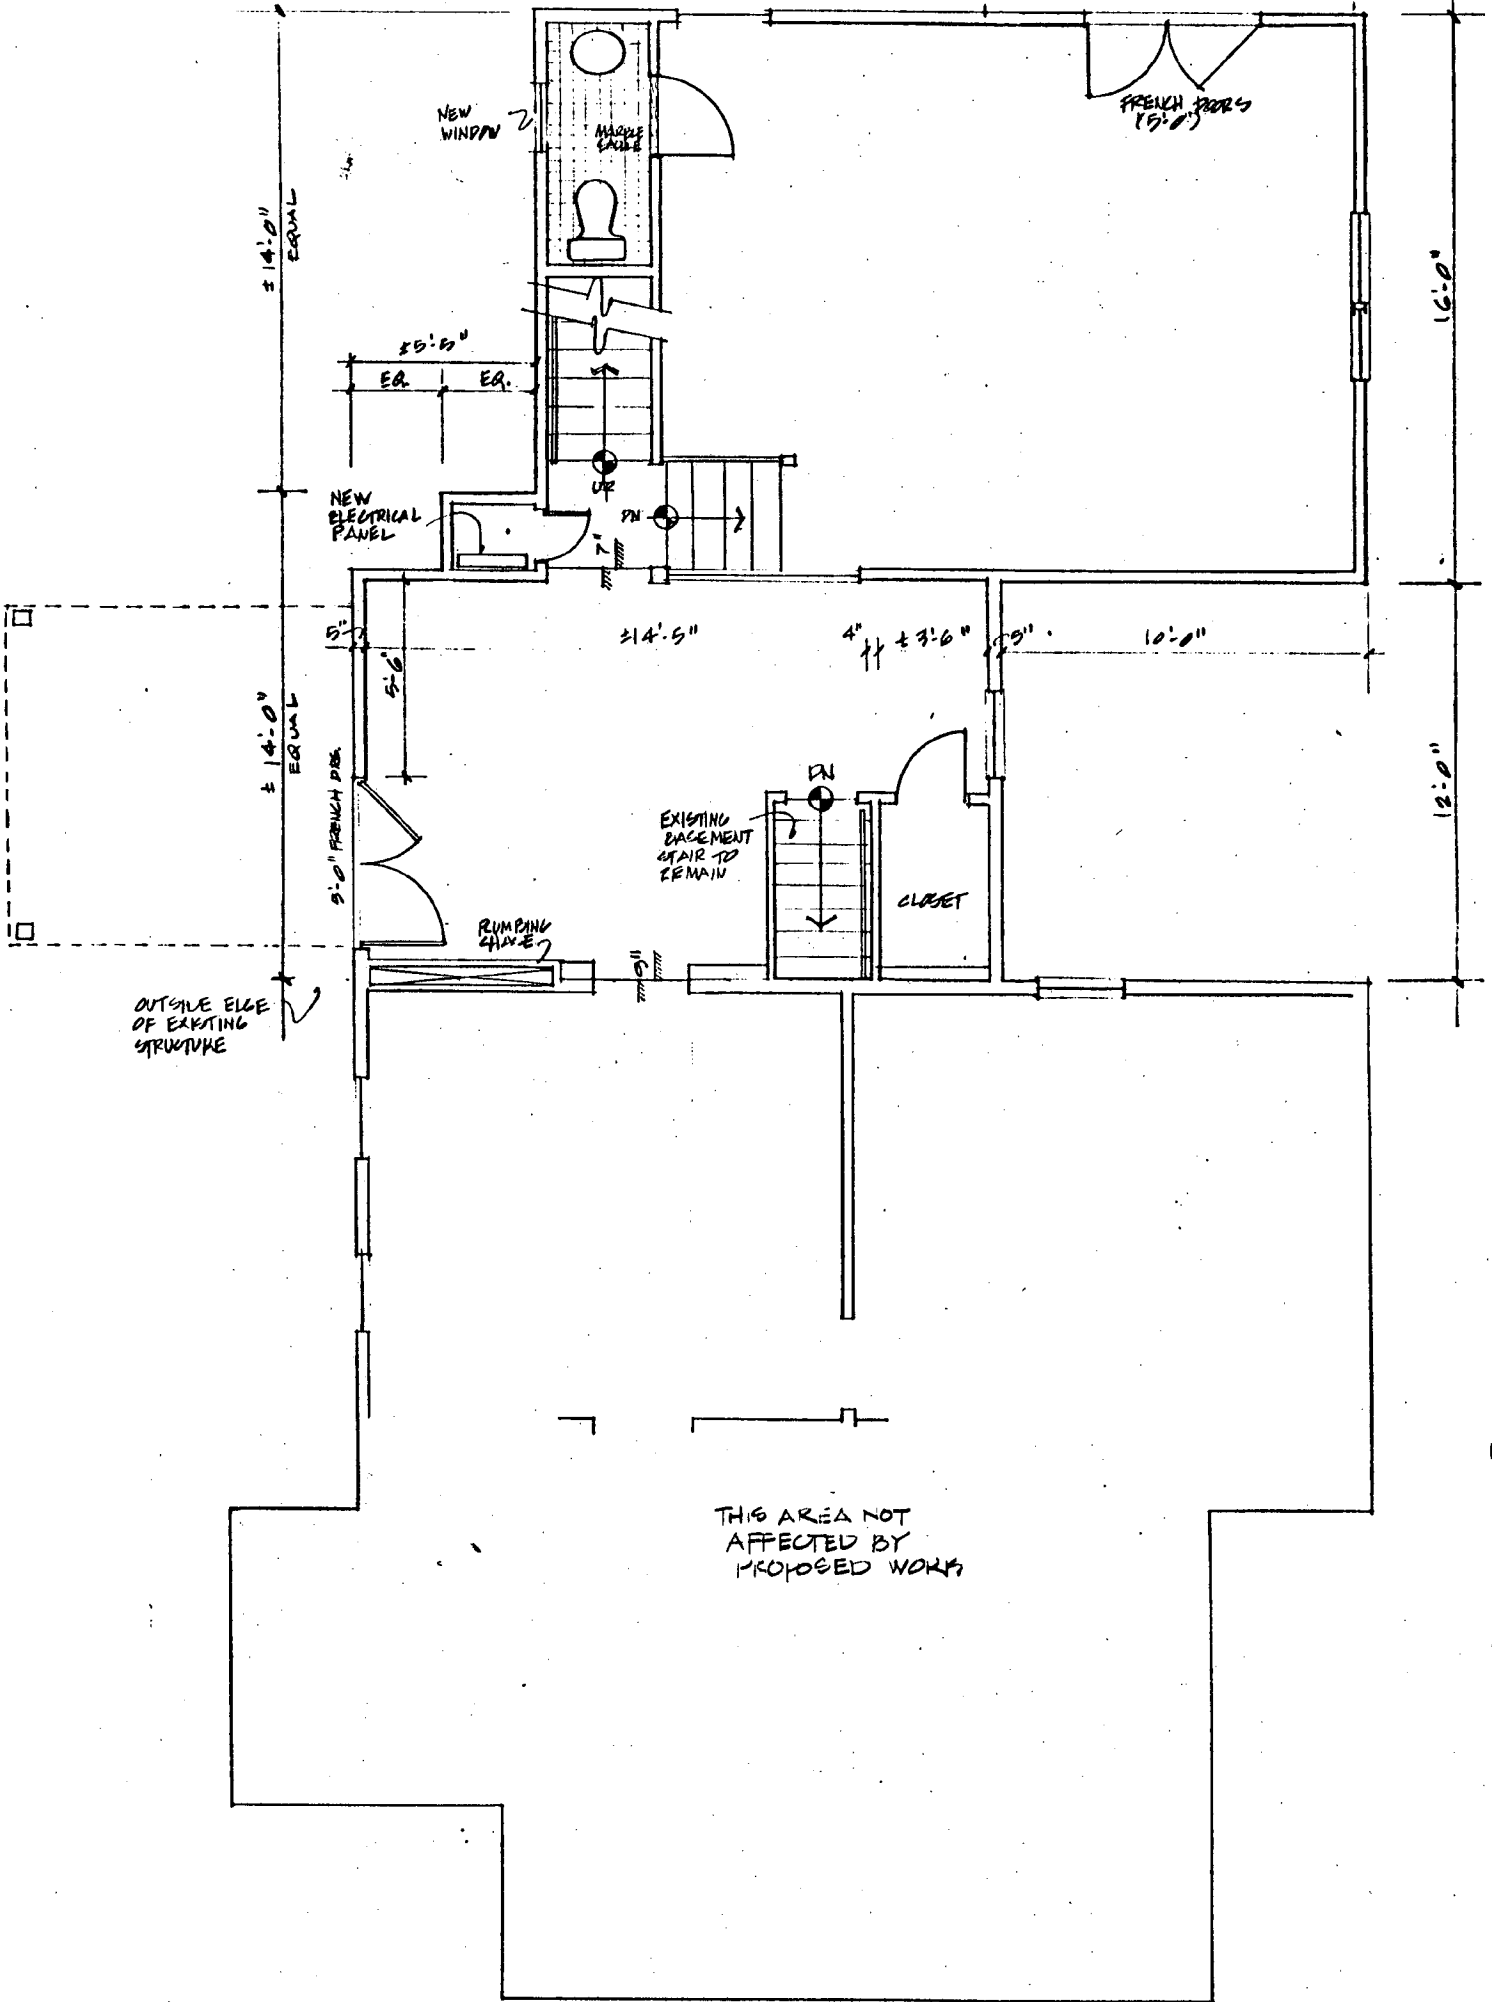 FRENCH DOORS
(5'-0")
NEW
WINDOW
MARBLE
± 14'-0"
EQUAL
16'-0"
±5'-5"
EQ.
EQ.
NEW
ELECTRICAL
PANEL
UP
DN
7"
5"
±14'-5"
4"
± 3'-6"
5"
10'-0"
5'-6"
± 14'-0"
EQUAL
5'-0" FRENCH DRS.
DN
EXISTING
BASEMENT
STAIR TO
REMAIN
12'-0"
CLOSET
PLUMBING
CHASE
9"
OUTSIDE EDGE
OF EXISTING
STRUCTURE
THIS AREA NOT
AFFECTED BY
PROPOSED WORK